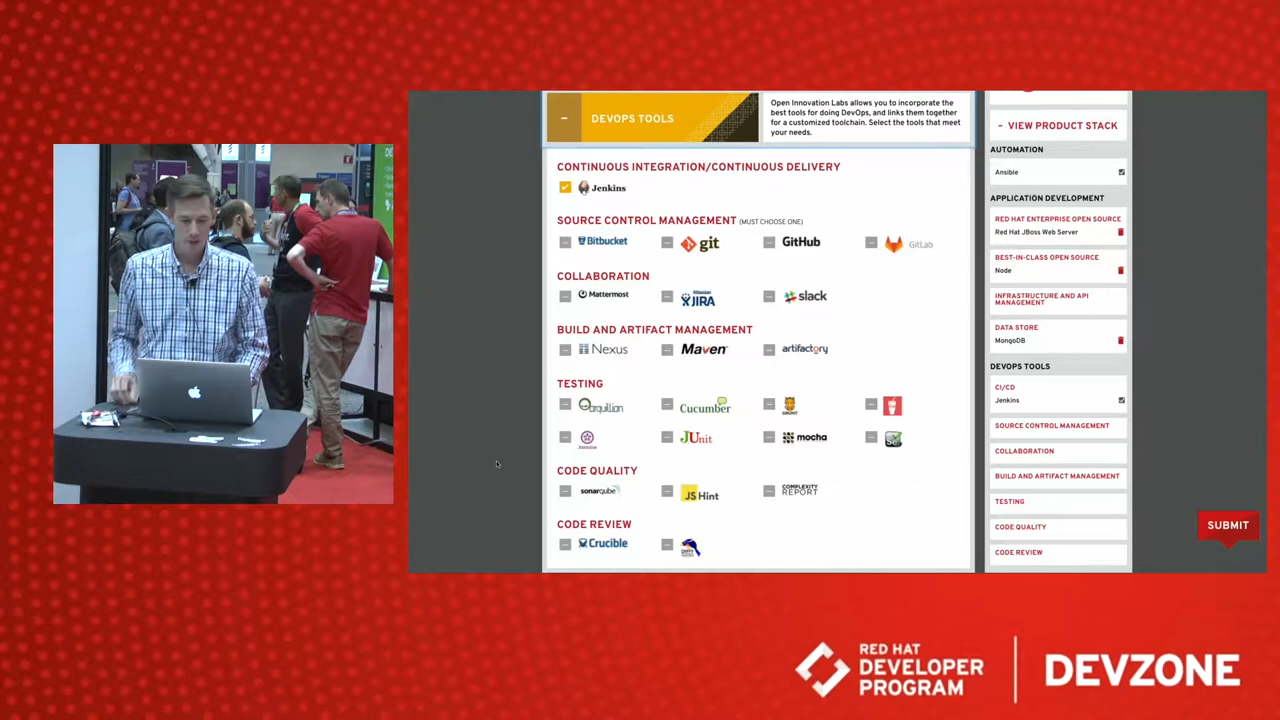 DEVOPS TOOLS
Open Innovation Labs allows you to incorporate the
best tools for doing DevOps, and links them together
for a customized toolchain. Select the tools that meet
your needs.
CONTINUOUS INTEGRATION/CONTINUOUS DELIVERY
Jenkins
SOURCE CONTROL MANAGEMENT (MUST CHOOSE ONE)
Bitbucket
git
GitHub
GitLab
COLLABORATION
Mattermost
Atlassian
JIRA
slack
BUILD AND ARTIFACT MANAGEMENT
Nexus
Maven
artifactory
TESTING
arquillian
Cucumber
GRUNT
JUnit
mocha
Se
CODE QUALITY
sonarqube
JS Hint
COMPLEXITY
REPORT
CODE REVIEW
Crucible
– VIEW PRODUCT STACK
AUTOMATION
Ansible
APPLICATION DEVELOPMENT
RED HAT ENTERPRISE OPEN SOURCE
Red Hat JBoss Web Server
BEST-IN-CLASS OPEN SOURCE
Node
INFRASTRUCTURE AND API
MANAGEMENT
DATA STORE
MongoDB
DEVOPS TOOLS
CI/CD
Jenkins
SOURCE CONTROL MANAGEMENT
COLLABORATION
BUILD AND ARTIFACT MANAGEMENT
TESTING
CODE QUALITY
CODE REVIEW
SUBMIT
RED HAT
DEVELOPER
PROGRAM
DEVZONE